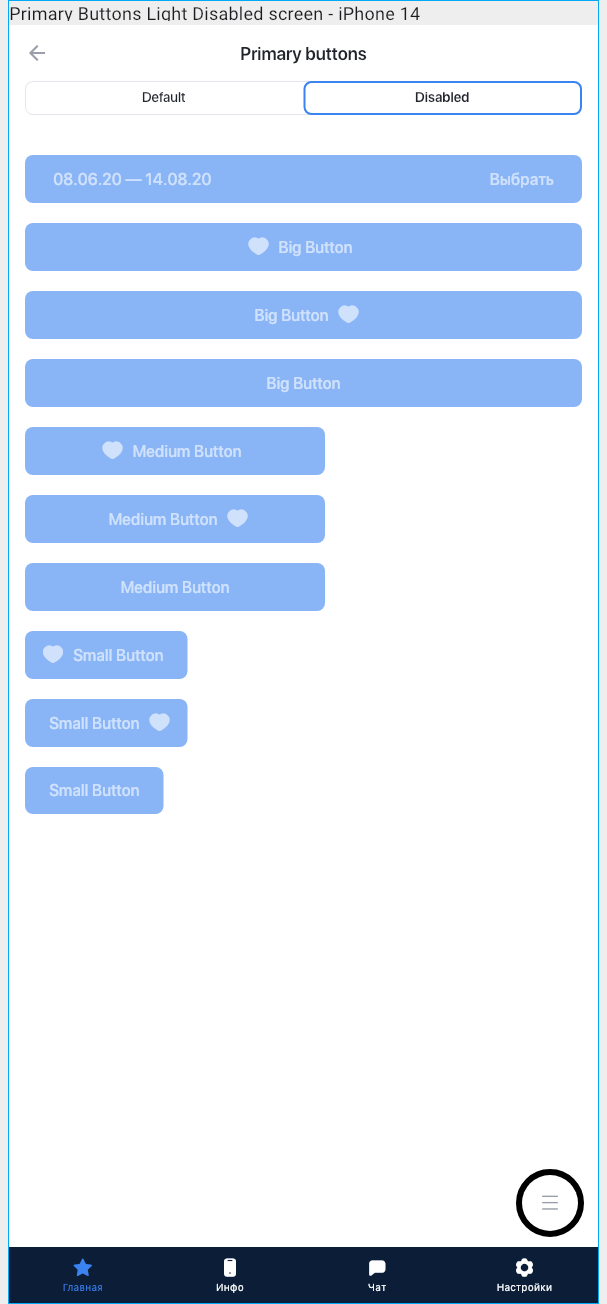 Primary Buttons Light Disabled screen - iPhone 14
Primary buttons
Default Disabled
08.06.20 — 14.08.20 Выбрать
Big Button
Big Button
Big Button
Medium Button
Medium Button
Medium Button
Small Button
Small Button
Small Button
Главная Инфо Чат Настройки